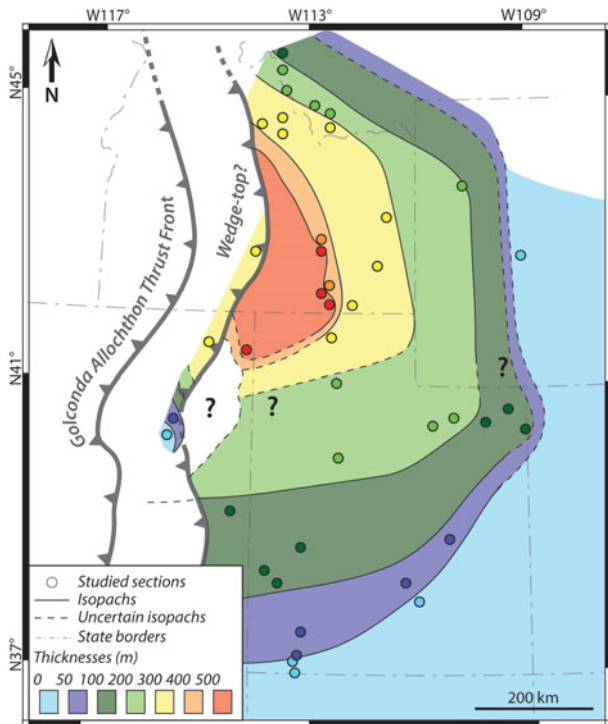 W117° W113° W109°
N45°
N
Golconda Allochthon Thrust Front
Wedge-top?
N41°
?
? ?
Studied sections
Isopachs
Uncertain isopachs
State borders
Thicknesses (m)
0 50 100 200 300 400 500
N37°
200 km